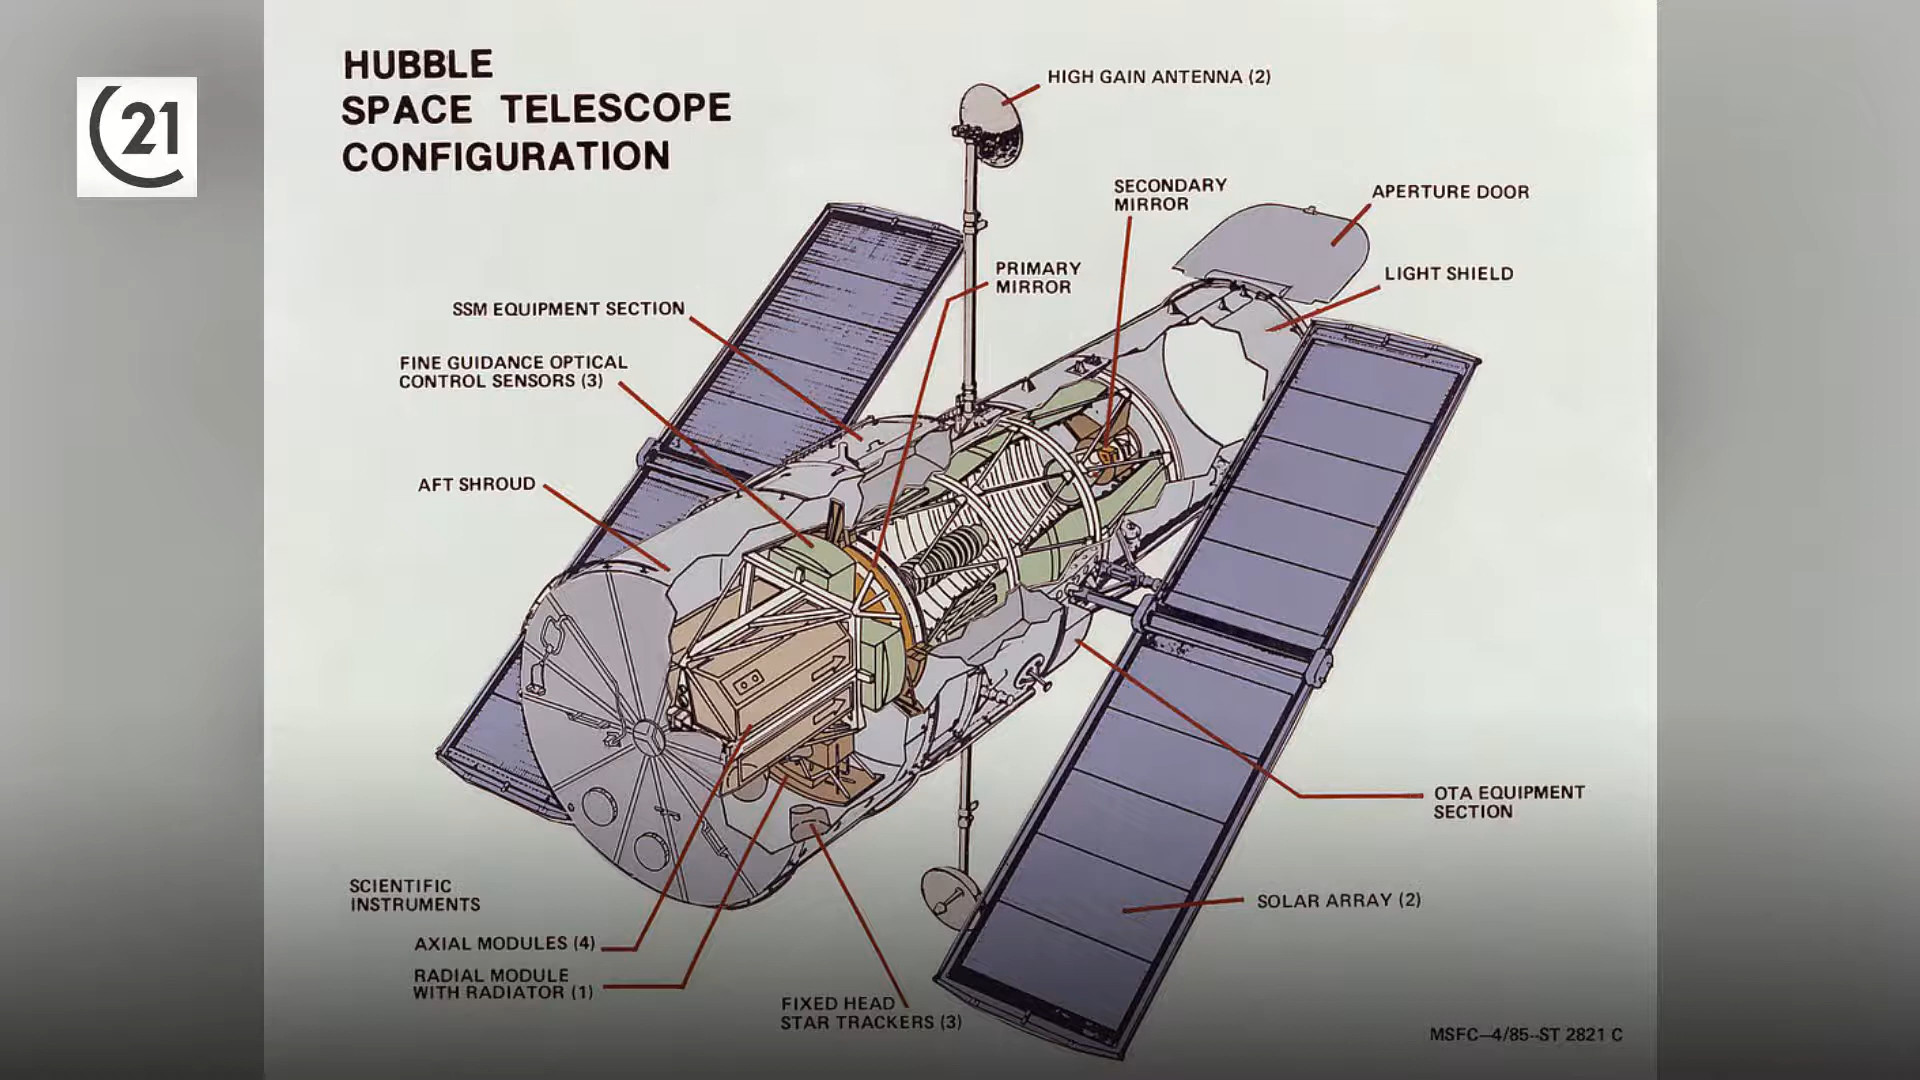 HUBBLE
SPACE TELESCOPE
CONFIGURATION
21
HIGH GAIN ANTENNA (2)
SECONDARY
MIRROR
APERTURE DOOR
PRIMARY
MIRROR
LIGHT SHIELD
SSM EQUIPMENT SECTION
FINE GUIDANCE OPTICAL
CONTROL SENSORS (3)
AFT SHROUD
OTA EQUIPMENT
SECTION
SCIENTIFIC
INSTRUMENTS
SOLAR ARRAY (2)
AXIAL MODULES (4)
RADIAL MODULE
WITH RADIATOR (1)
FIXED HEAD
STAR TRACKERS (3)
MSFC–4/85--ST 2821 C